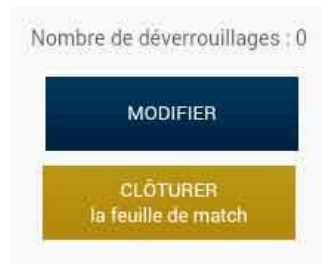 Nombre de déverrouillages : 0
MODIFIER
CLÔTURER
la feuille de match